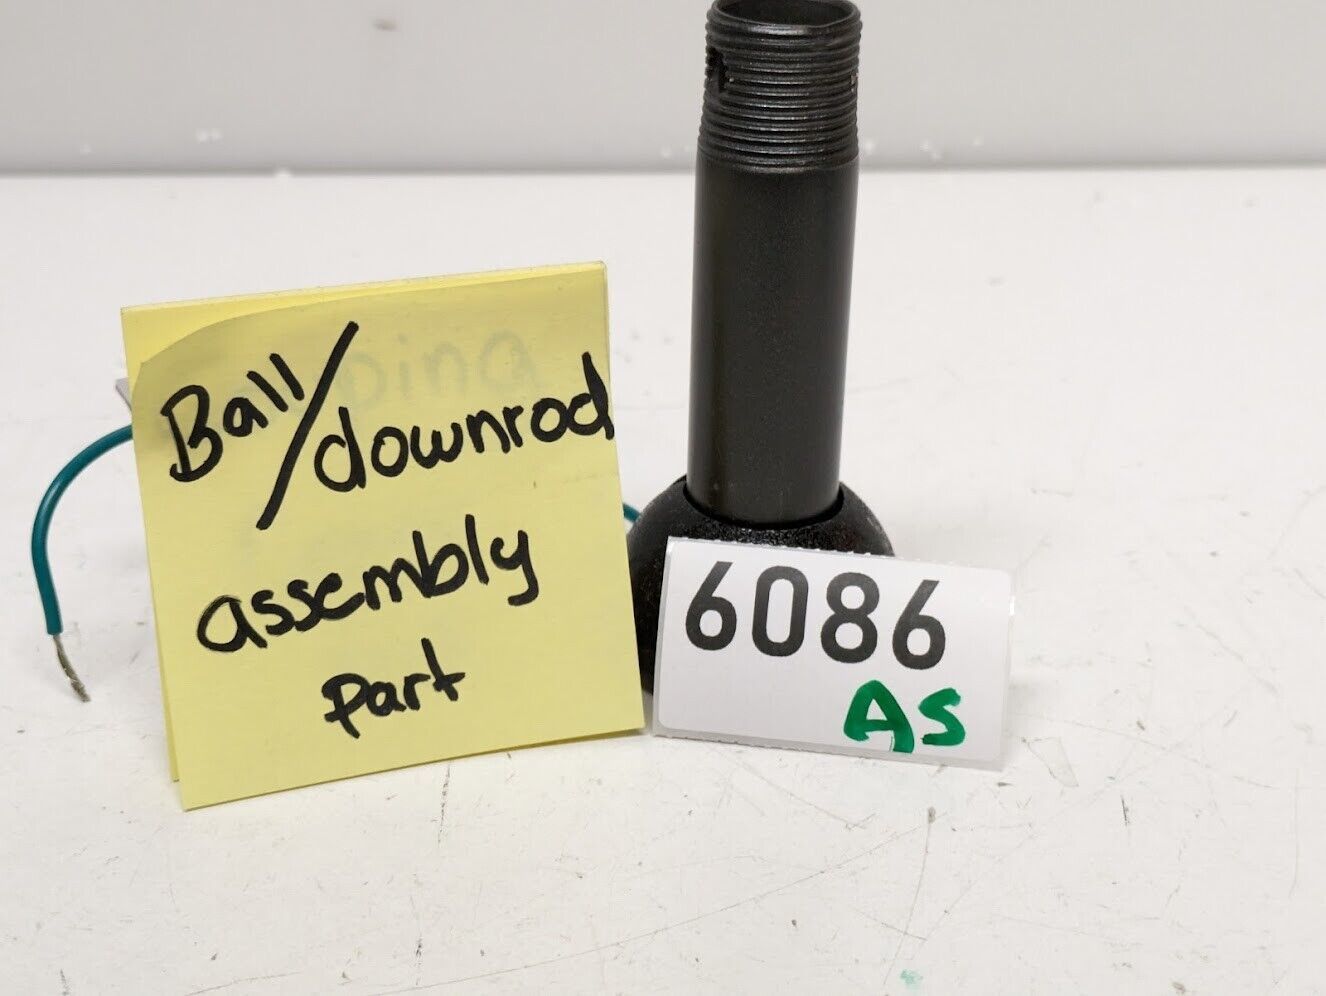 Ball/downrod
assembly
part
6086
AS